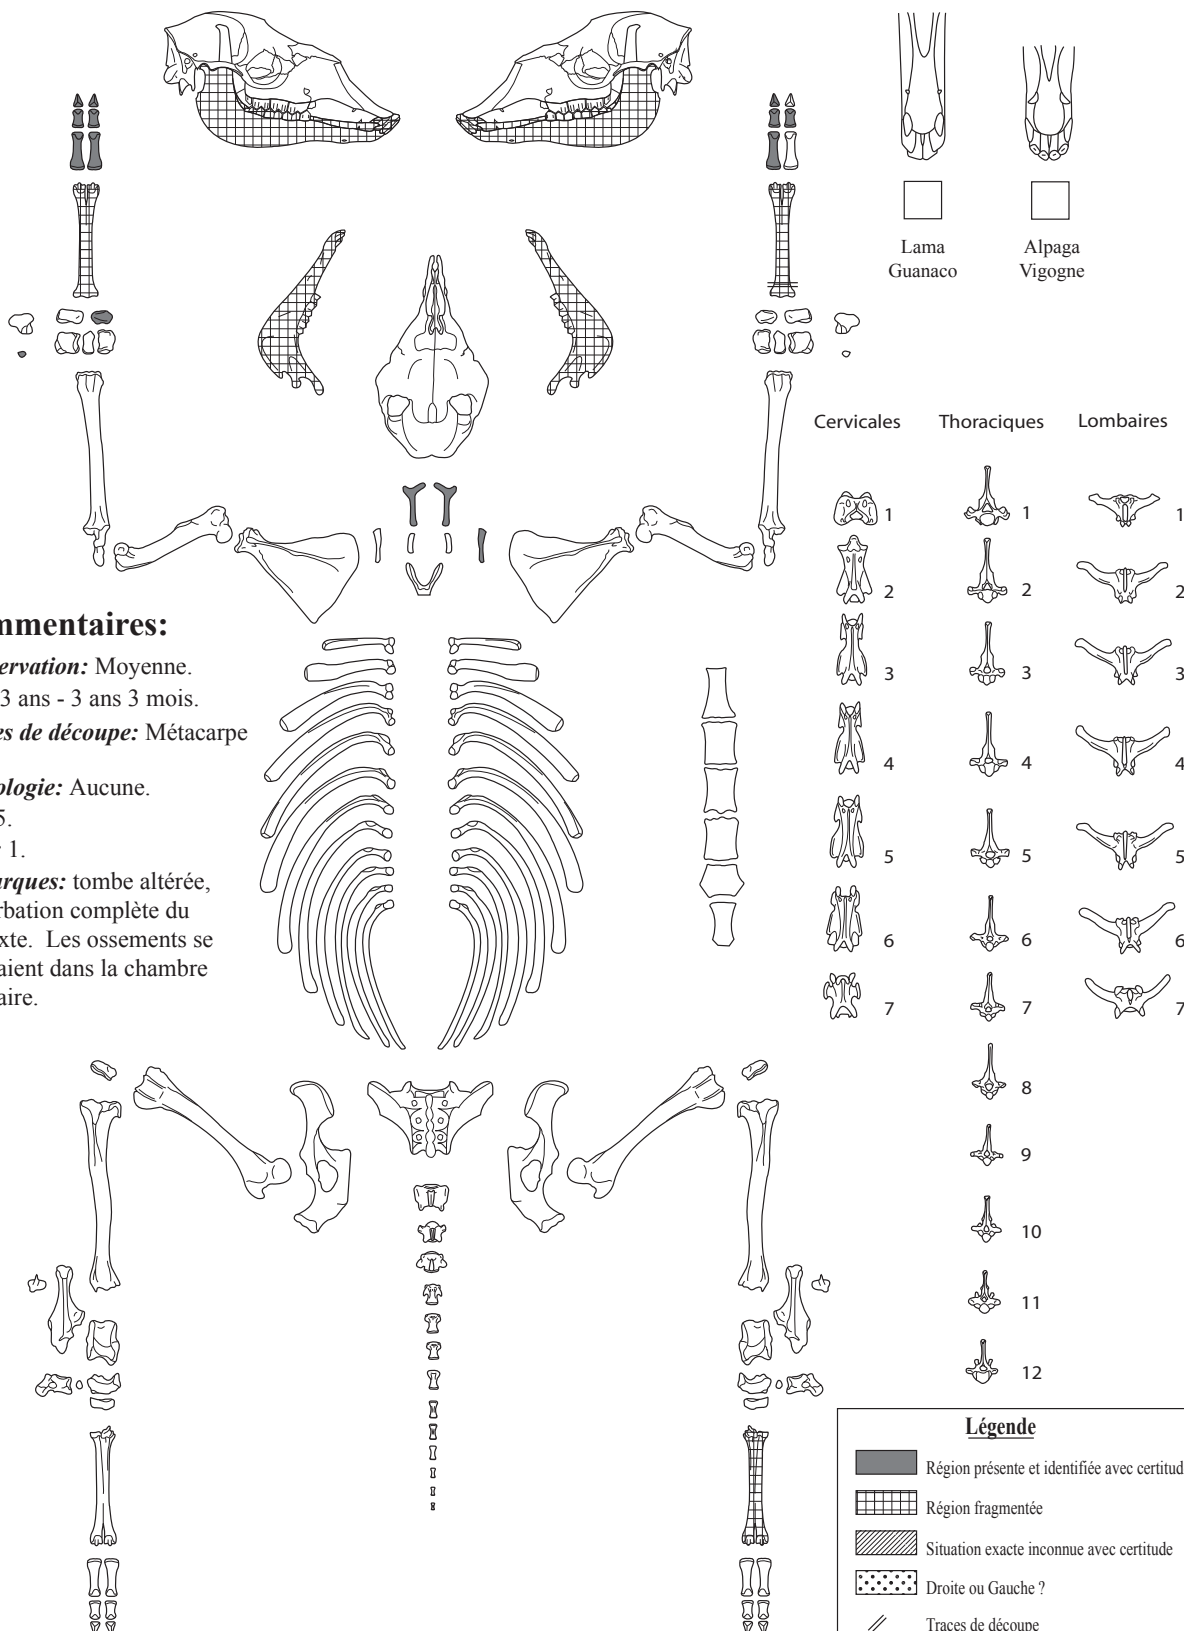 Lama
Guanaco
Alpaga
Vigogne
Cervicales
Thoraciques
Lombaires
1
1
1
2
2
2
3
3
3
4
4
4
5
5
5
6
6
6
7
7
7
8
9
10
11
12
mmentaires:
ervation: Moyenne.
3 ans - 3 ans 3 mois.
es de découpe: Métacarpe
ologie: Aucune.
5.
1.
arques: tombe altérée,
rbation complète du
xte. Les ossements se
aient dans la chambre
aire.
Légende
Région présente et identifiée avec certitud
Région fragmentée
Situation exacte inconnue avec certitude
Droite ou Gauche ?
Traces de découpe